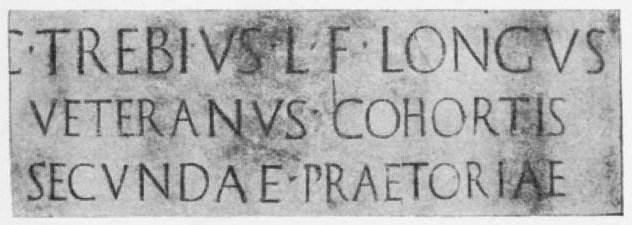 C·TREBIVS·L·F·LONGVS
VETERANVS·COHORTIS
SECVNDAE·PRAETORIAE